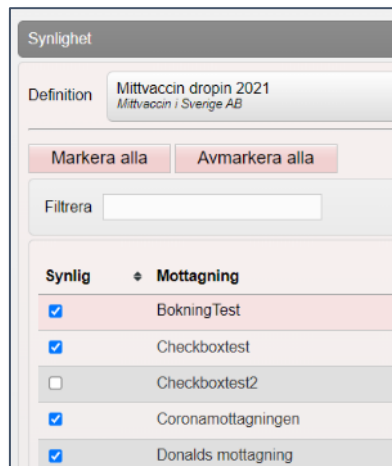 Synlighet
Definition
Mittvaccin dropin 2021
Mittvaccin i Sverige AB
Markera alla
Avmarkera alla
Filtrera
Synlig
Mottagning
BokningTest
Checkboxtest
Checkboxtest2
Coronamottagningen
Donalds mottagning